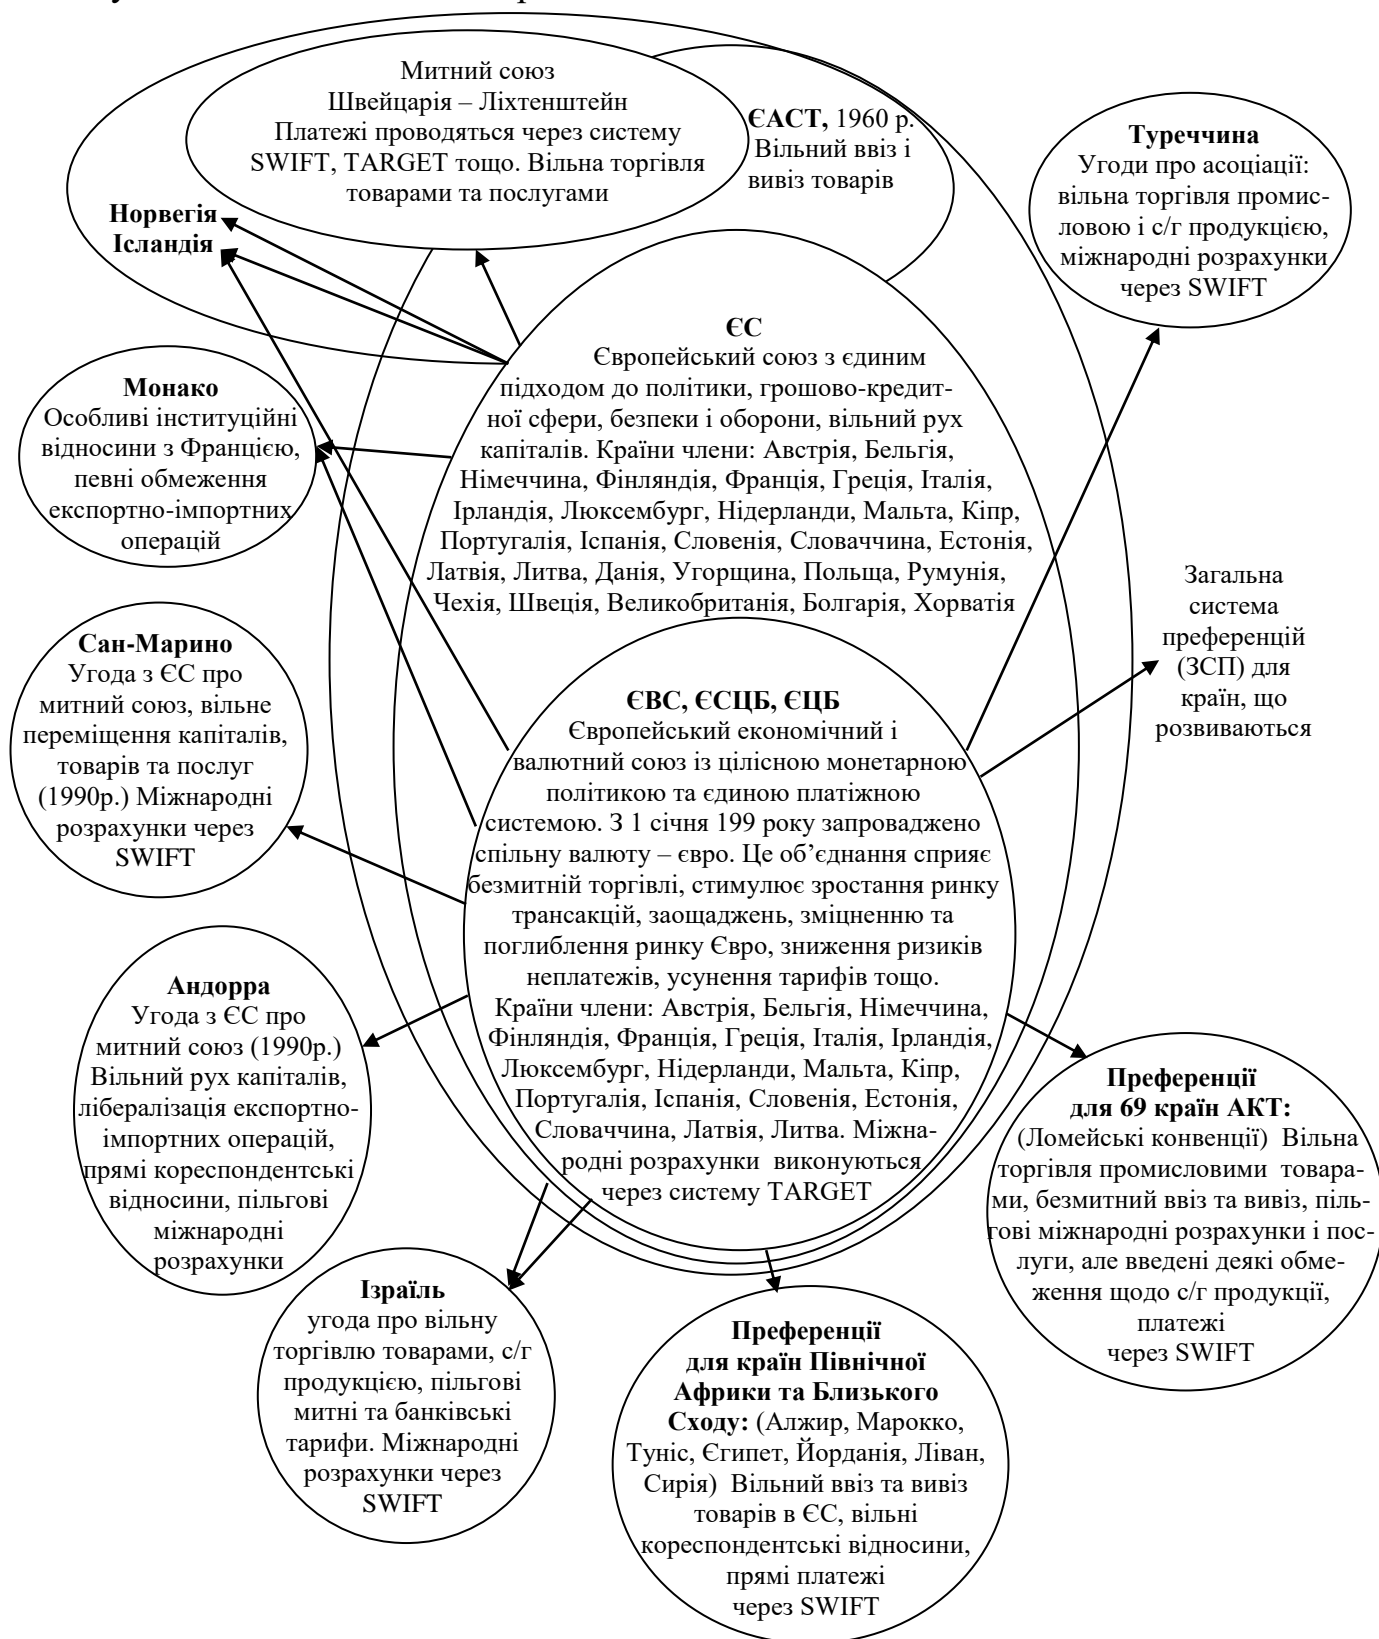 Митний союз
Швейцарія – Ліхтенштейн
Платежі проводяться через систему
SWIFT, TARGET тощо. Вільна торгівля
товарами та послугами
ЄАСТ, 1960 р.
Вільний ввіз і
вивіз товарів
Туреччина
Угоди про асоціації:
вільна торгівля промис-
ловою і с/г продукцією,
міжнародні розрахунки
через SWIFT
Норвегія
Ісландія
ЄС
Європейський союз з єдиним
підходом до політики, грошово-кредит-
ної сфери, безпеки і оборони, вільний рух
капіталів. Країни члени: Австрія, Бельгія,
Німеччина, Фінляндія, Франція, Греція, Італія,
Ірландія, Люксембург, Нідерланди, Мальта, Кіпр,
Португалія, Іспанія, Словенія, Словаччина, Естонія,
Латвія, Литва, Данія, Угорщина, Польща, Румунія,
Чехія, Швеція, Великобританія, Болгарія, Хорватія
Монако
Особливі інституційні
відносини з Францією,
певні обмеження
експортно-імпортних
операцій
Загальна
система
преференцій
(ЗСП) для
країн, що
розвиваються
Сан-Марино
Угода з ЄС про
митний союз, вільне
переміщення капіталів,
товарів та послуг
(1990р.) Міжнародні
розрахунки через
SWIFT
ЄВС, ЄСЦБ, ЄЦБ
Європейський економічний і
валютний союз із цілісною монетарною
політикою та єдиною платіжною
системою. З 1 січня 199 року запроваджено
спільну валюту – євро. Це об’єднання сприяє
безмитній торгівлі, стимулює зростання ринку
трансакцій, заощаджень, зміцненню та
поглиблення ринку Євро, зниження ризиків
неплатежів, усунення тарифів тощо.
Країни члени: Австрія, Бельгія, Німеччина,
Фінляндія, Франція, Греція, Італія, Ірландія,
Люксембург, Нідерланди, Мальта, Кіпр,
Португалія, Іспанія, Словенія, Естонія,
Словаччина, Латвія, Литва. Міжна-
родні розрахунки виконуються
через систему TARGET
Андорра
Угода з ЄС про
митний союз (1990р.)
Вільний рух капіталів,
лібералізація експортно-
імпортних операцій,
прямі кореспондентські
відносини, пільгові
міжнародні
розрахунки
Преференції
для 69 країн АКТ:
(Ломейські конвенції) Вільна
торгівля промисловими товара-
ми, безмитний ввіз та вивіз, піль-
гові міжнародні розрахунки і пос-
луги, але введені деякі обме-
ження щодо с/г продукції,
платежі
через SWIFT
Ізраїль
угода про вільну
торгівлю товарами, с/г
продукцією, пільгові
митні та банківські
тарифи. Міжнародні
розрахунки через
SWIFT
Преференції
для країн Північної
Африки та Близького
Сходу: (Алжир, Марокко,
Туніс, Єгипет, Йорданія, Ліван,
Сирія) Вільний ввіз та вивіз
товарів в ЄС, вільні
кореспондентські відносини,
прямі платежі
через SWIFT